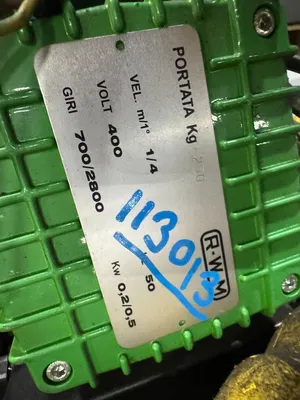 PORTATA Kg
VEL. m/1° 1/4
VOLT 400
50
GIRI 700/2800
Kw 0,2/0,5
R.W.M
113013